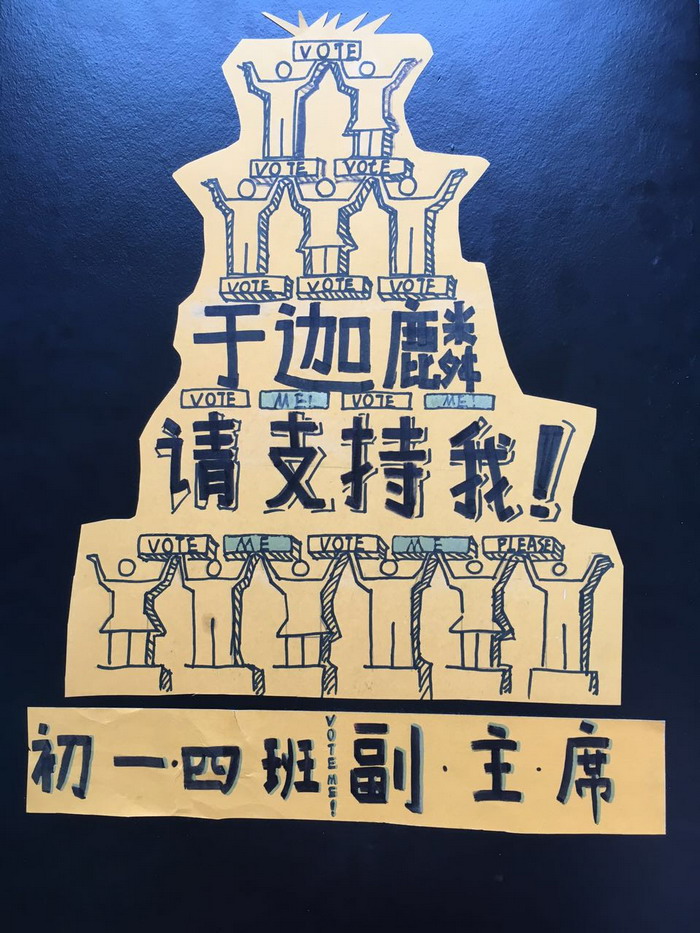 VOTE
VOTE VOTE
VOTE VOTE VOTE
于迦麟
VOTE ME! VOTE ME!
请支持我!
VOTE ME VOTE ME PLEASE
初一·四班 VOTE ME! 副·主·席